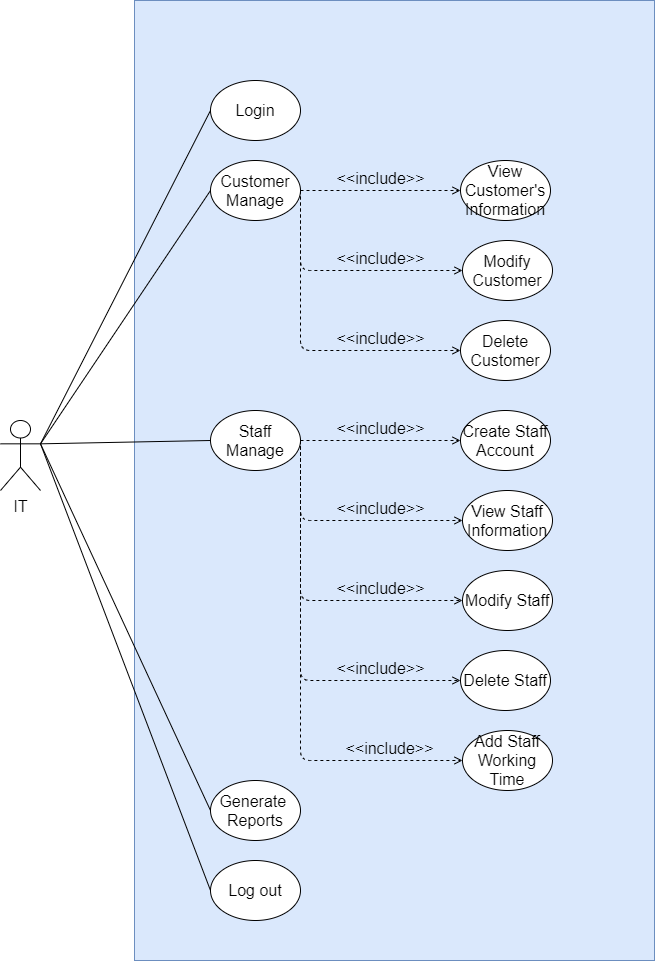 Login
Customer
Manage
<<include>>
View
Customer's
Information
<<include>>
Modify
Customer
<<include>>
Delete
Customer
IT
Staff
Manage
<<include>>
Create Staff
Account
<<include>>
View Staff
Information
<<include>>
Modify Staff
<<include>>
Delete Staff
<<include>>
Add Staff
Working
Time
Generate
Reports
Log out